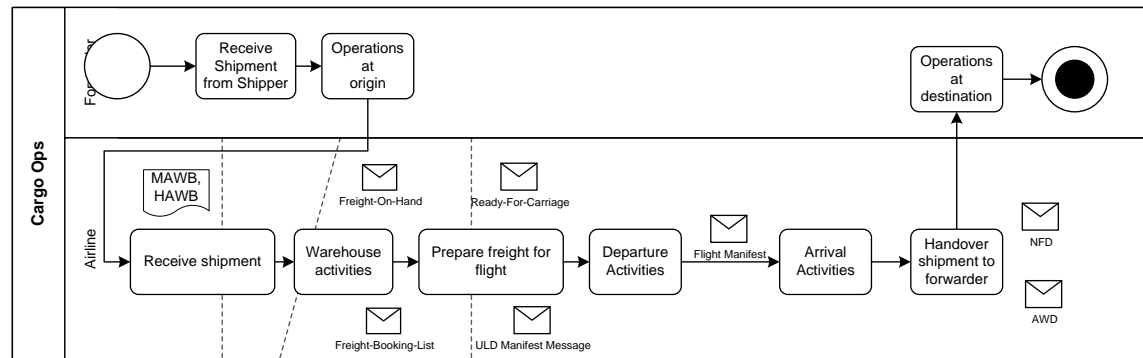 Cargo Ops
Receive
Shipment
from Shipper
Operations
at
origin
Operations
at
destination
Airline
MAWB,
HAWB
Freight-On-Hand
Ready-For-Carriage
Receive shipment
Warehouse
activities
Prepare freight for
flight
Departure
Activities
Flight Manifest
Arrival
Activities
Handover
shipment to
forwarder
NFD
AWD
Freight-Booking-List
ULD Manifest Message